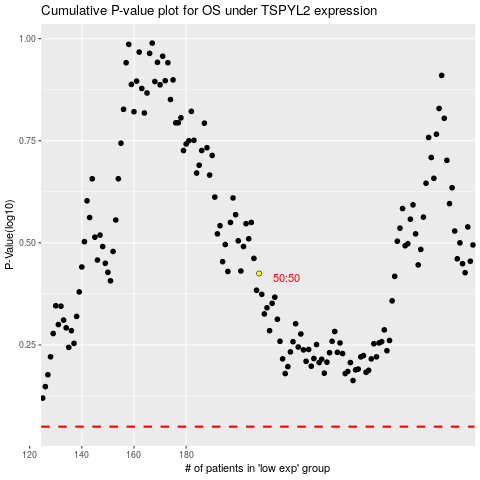 Cumulative P-value plot for OS under TSPYL2 expression
P-Value(log10)
1.00
0.75
0.50
0.25
50:50
120 140 160 180
# of patients in 'low exp' group